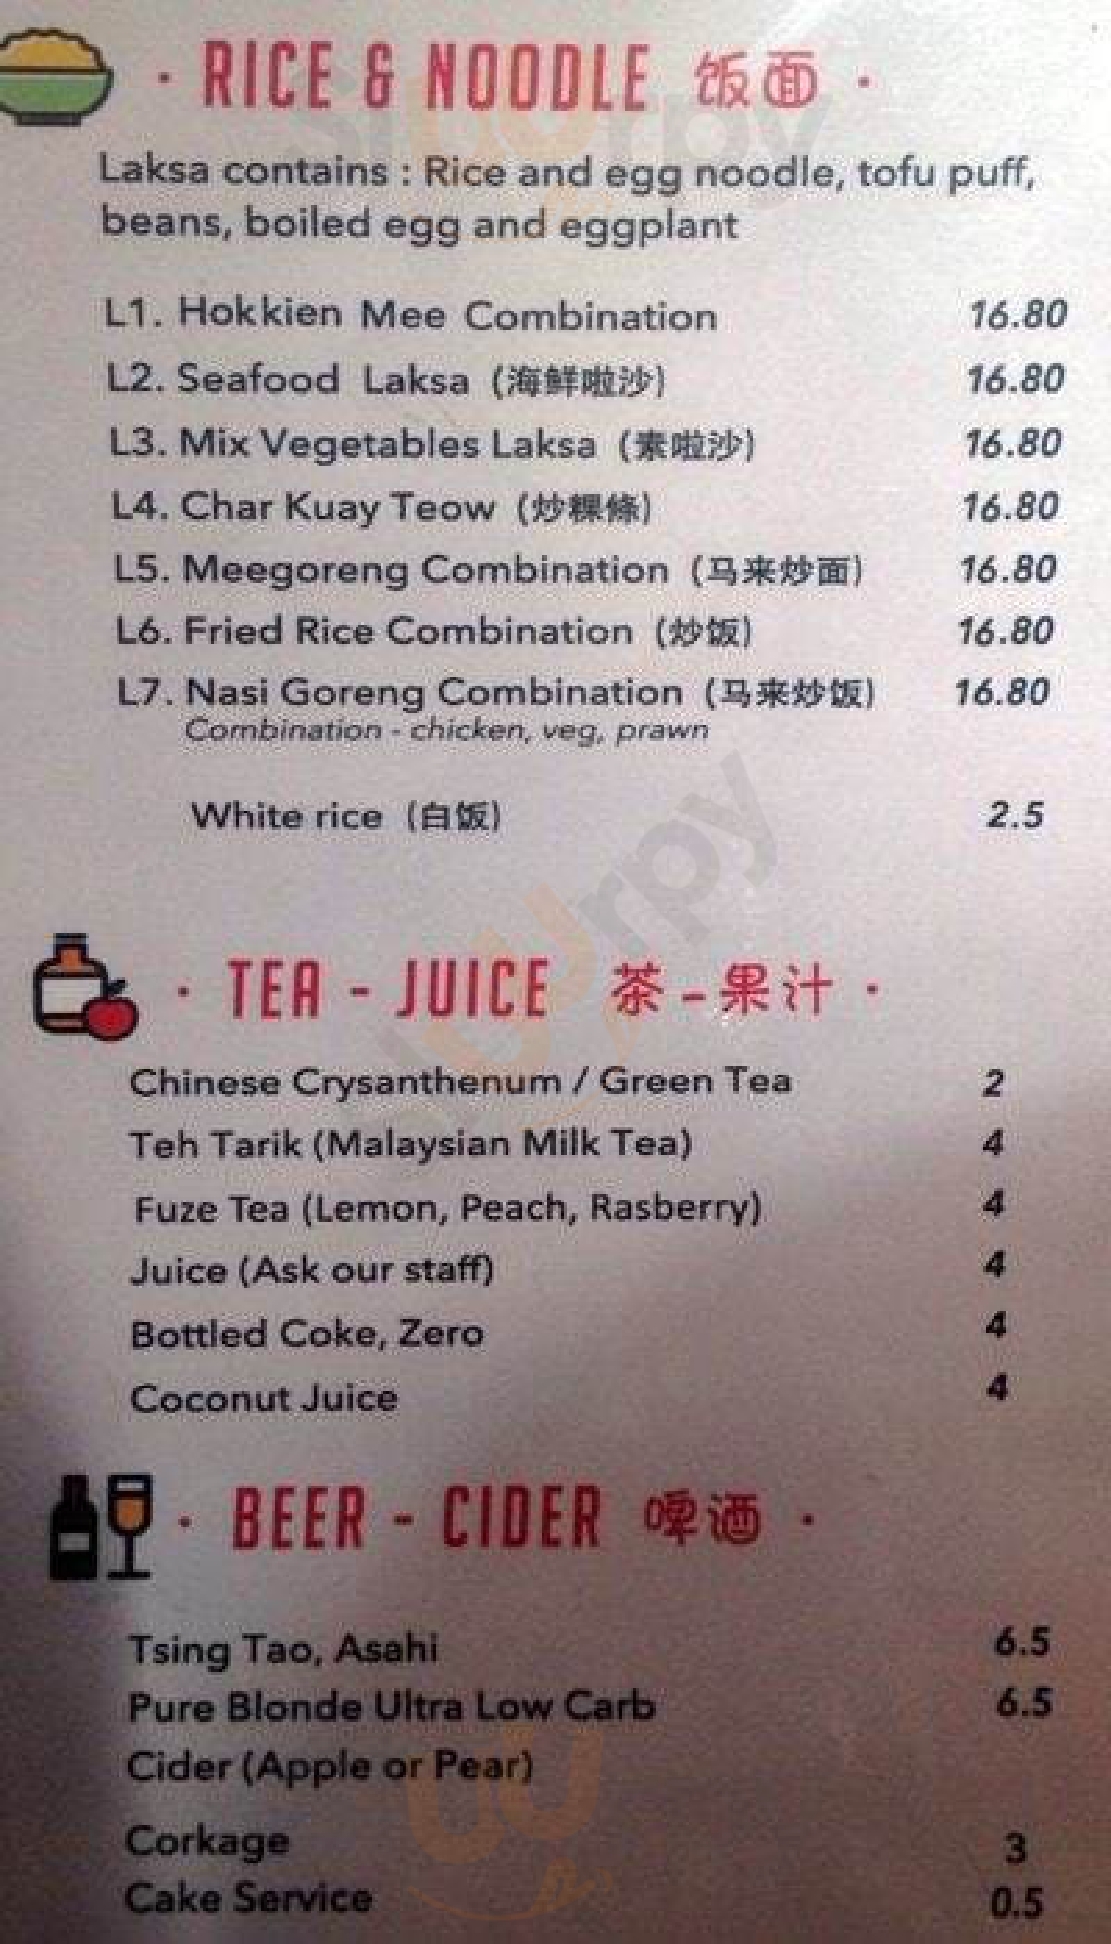 · RICE & NOODLE 饭面 ·
Laksa contains : Rice and egg noodle, tofu puff,
beans, boiled egg and eggplant
L1. Hokkien Mee Combination 16.80
L2. Seafood Laksa (海鲜啦沙) 16.80
L3. Mix Vegetables Laksa (素啦沙) 16.80
L4. Char Kuay Teow (炒粿條) 16.80
L5. Meegoreng Combination (马来炒面) 16.80
L6. Fried Rice Combination (炒饭) 16.80
L7. Nasi Goreng Combination (马来炒饭) 16.80
Combination - chicken, veg, prawn
White rice (白饭) 2.5
· TEA - JUICE 茶-果汁 ·
Chinese Crysanthenum / Green Tea 2
Teh Tarik (Malaysian Milk Tea) 4
Fuze Tea (Lemon, Peach, Rasberry) 4
Juice (Ask our staff) 4
Bottled Coke, Zero 4
Coconut Juice 4
· BEER - CIDER 啤酒 ·
Tsing Tao, Asahi 6.5
Pure Blonde Ultra Low Carb 6.5
Cider (Apple or Pear)
Corkage 3
Cake Service 0.5